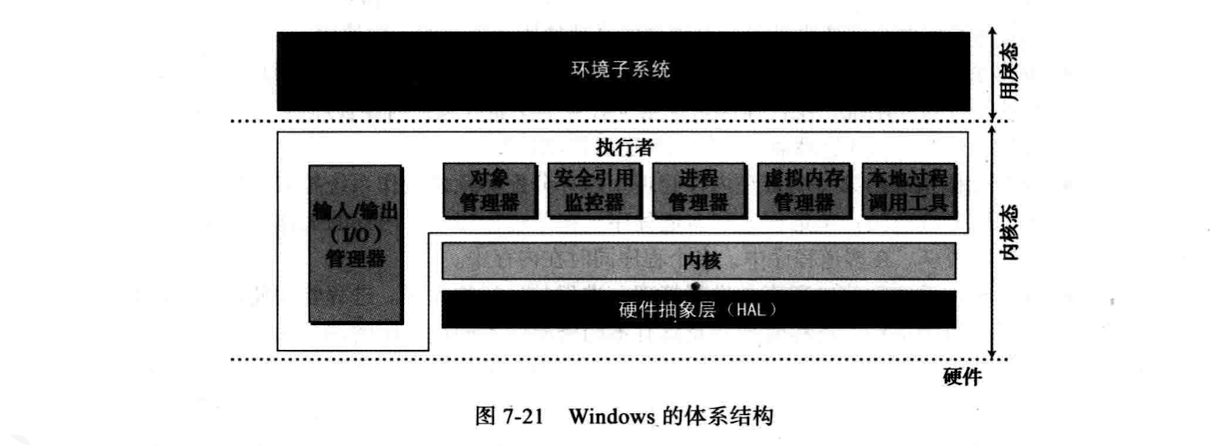 环境子系统
用户态
执行者
对象
管理器
安全引用
监控器
进程
管理器
虚拟内存
管理器
本地过程
调用工具
输入/输出
（I/O）
管理器
内核态
内核
硬件抽象层（HAL）
硬件
图 7-21 Windows 的体系结构